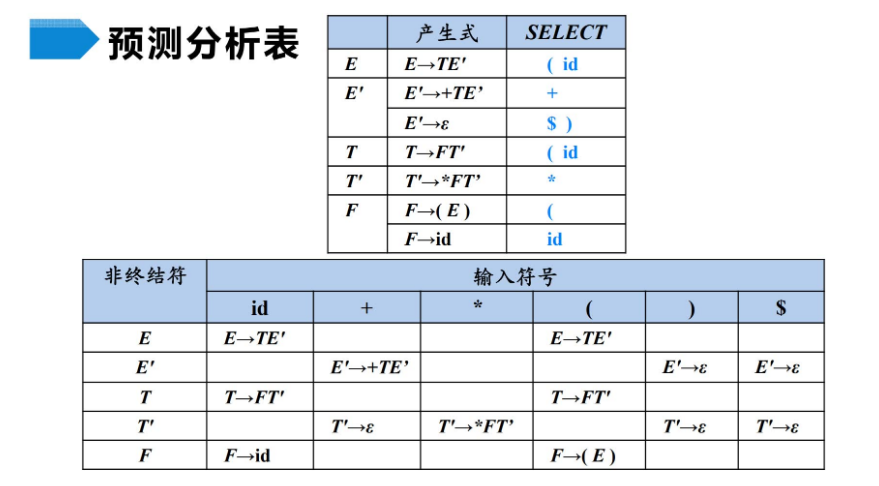 预测分析表
产生式 SELECT
E E→TE' ( id
E' E'→+TE’ +
E'→ε $ )
T T→FT' ( id
T' T'→*FT’ *
F F→( E ) (
F→id id
非终结符 输入符号
id + * ( ) $
E E→TE' E→TE'
E' E'→+TE’ E'→ε E'→ε
T T→FT' T→FT'
T' T'→ε T'→*FT’ T'→ε T'→ε
F F→id F→( E )